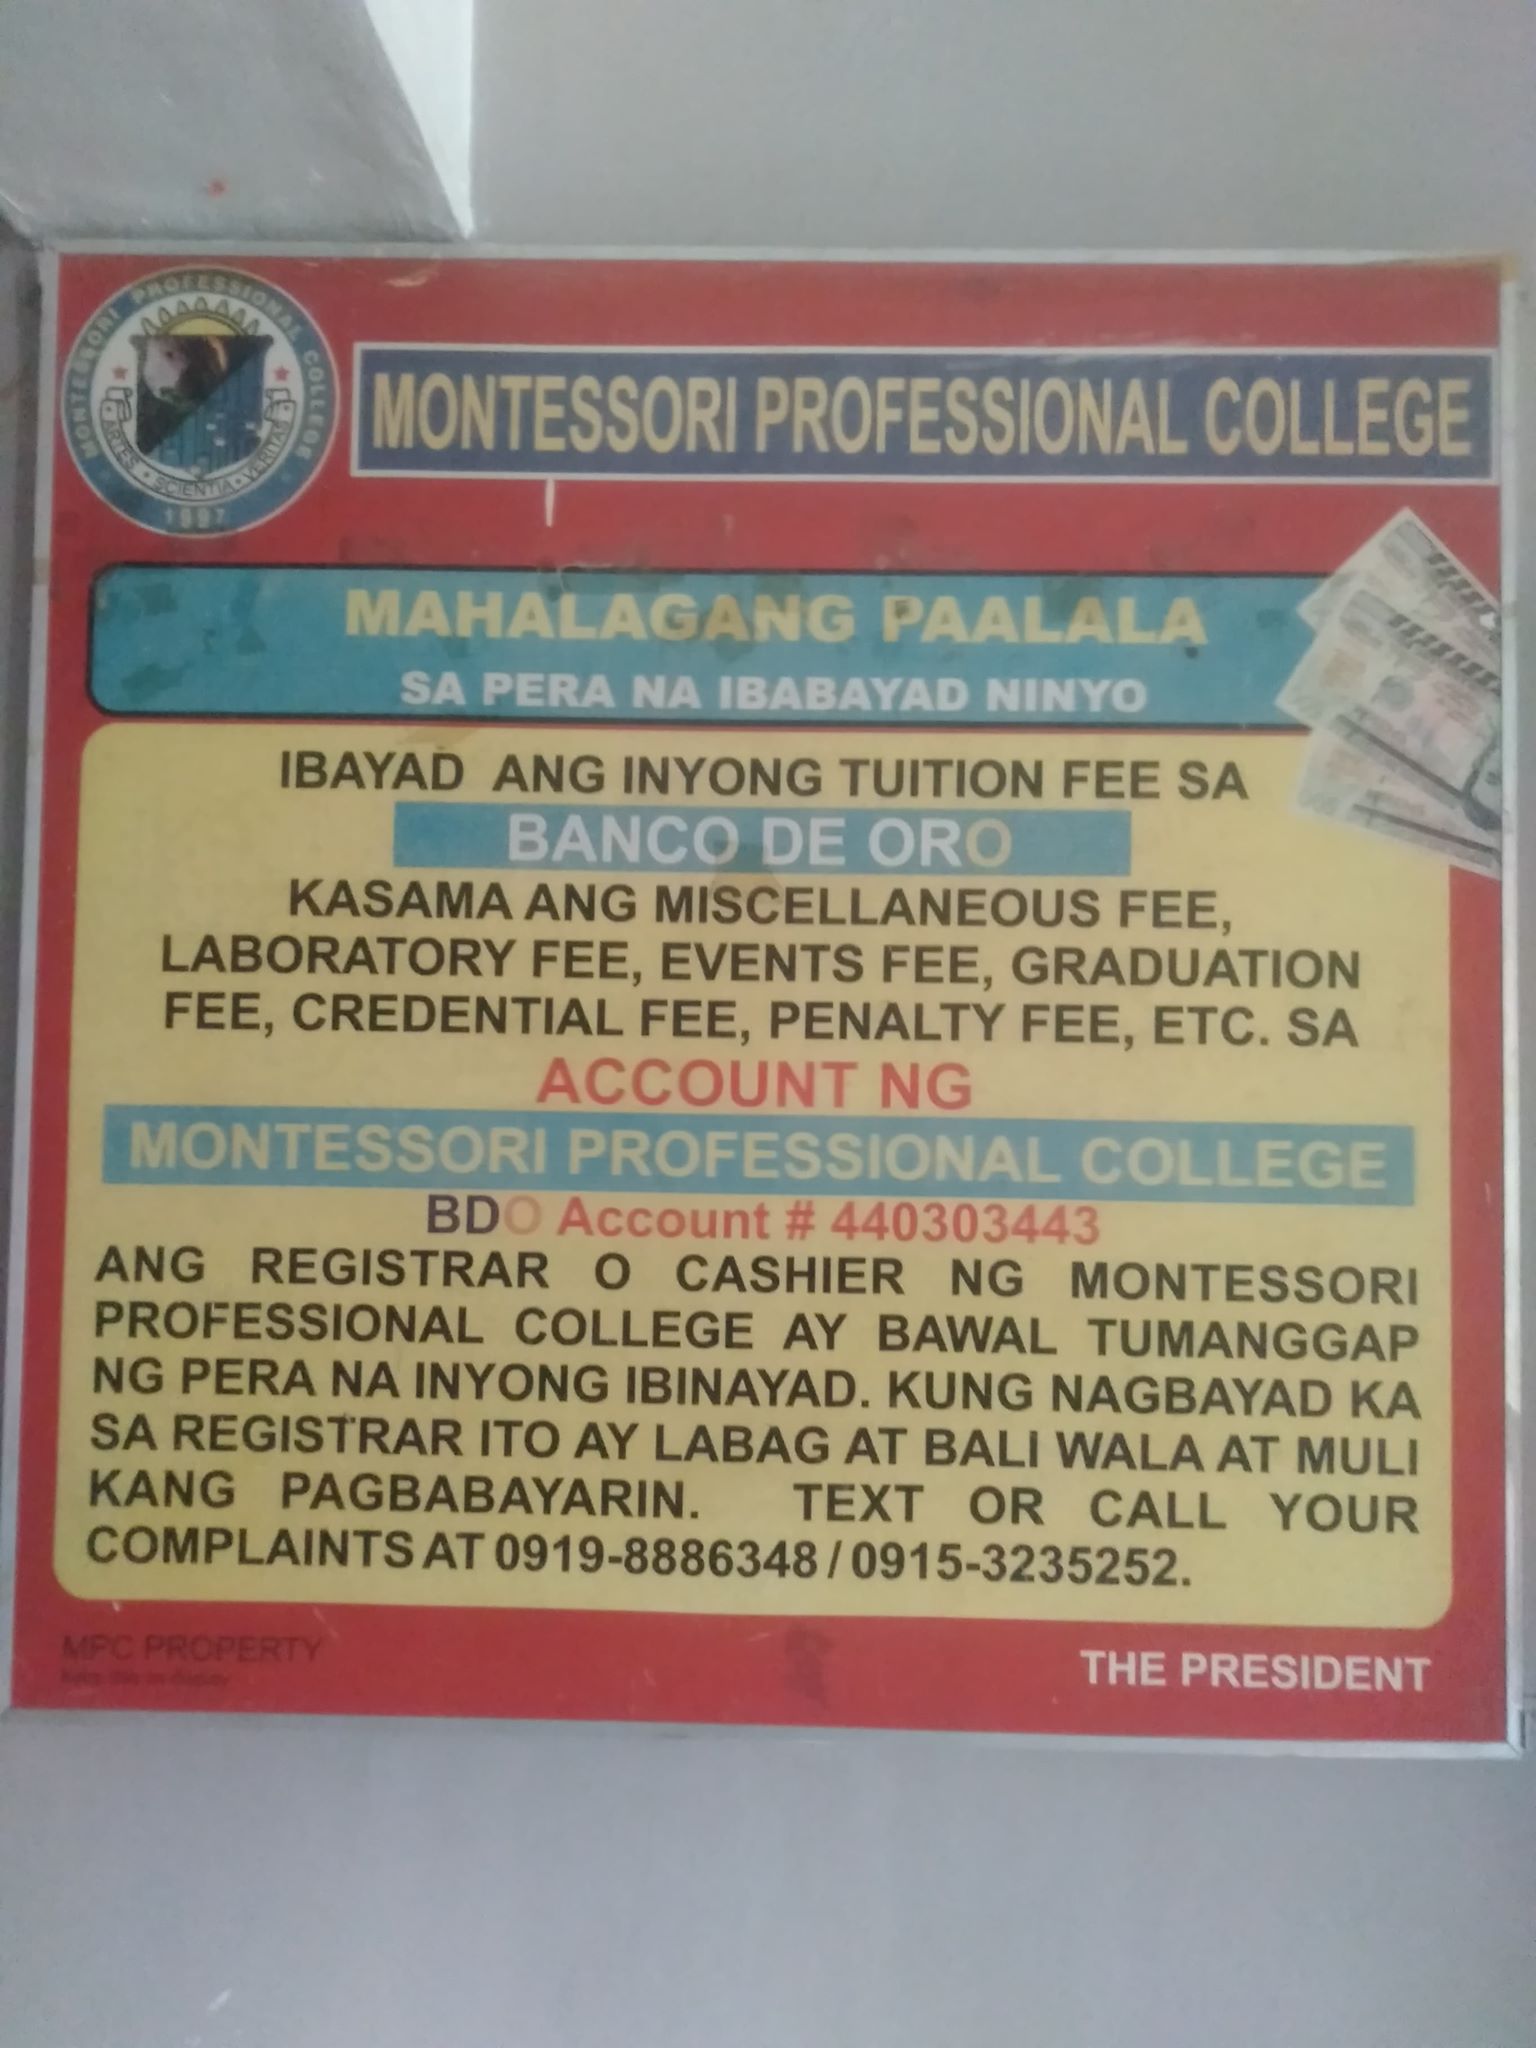 MONTESSORI PROFESSIONAL COLLEGE
ARTES • SCIENTIA • VERITAS
1997
MONTESSORI PROFESSIONAL COLLEGE
MAHALAGANG PAALALA
SA PERA NA IBABAYAD NINYO
IBAYAD ANG INYONG TUITION FEE SA
BANCO DE ORO
KASAMA ANG MISCELLANEOUS FEE,
LABORATORY FEE, EVENTS FEE, GRADUATION
FEE, CREDENTIAL FEE, PENALTY FEE, ETC. SA
ACCOUNT NG
MONTESSORI PROFESSIONAL COLLEGE
BDO Account # 440303443
ANG REGISTRAR O CASHIER NG MONTESSORI
PROFESSIONAL COLLEGE AY BAWAL TUMANGGAP
NG PERA NA INYONG IBINAYAD. KUNG NAGBAYAD KA
SA REGISTRAR ITO AY LABAG AT BALI WALA AT MULI
KANG PAGBABAYARIN. TEXT OR CALL YOUR
COMPLAINTS AT 0919-8886348 / 0915-3235252.
MPC PROPERTY
THE PRESIDENT